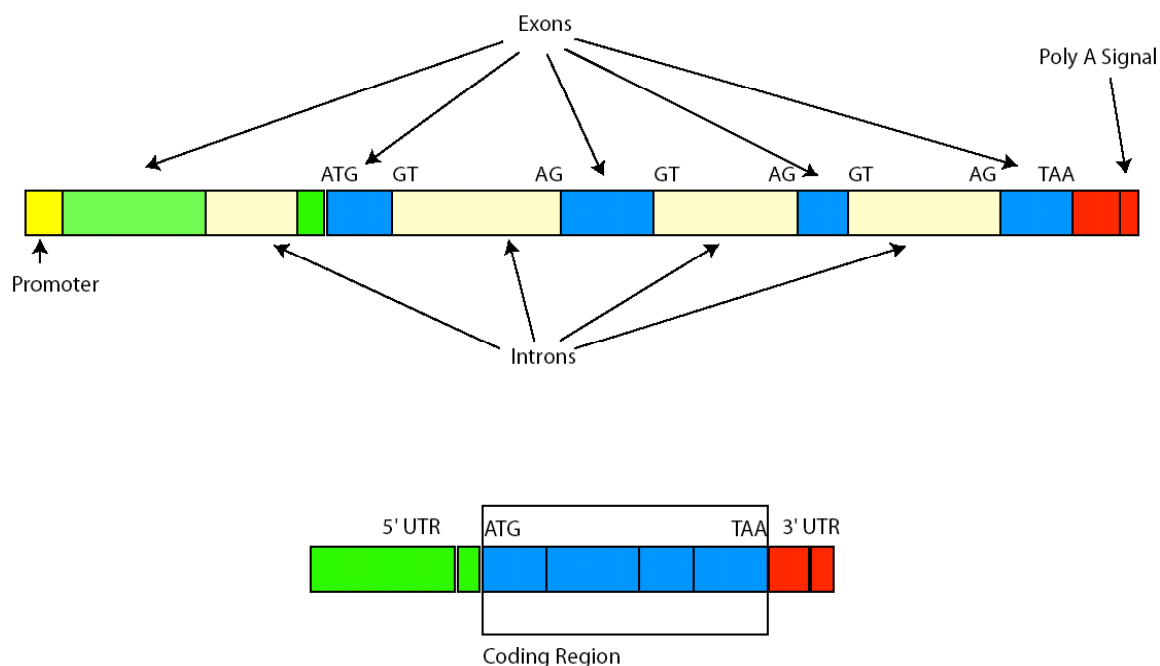 Exons
Poly A Signal
ATG GT AG GT AG GT AG TAA
Promoter
Introns
5' UTR ATG TAA 3' UTR
Coding Region